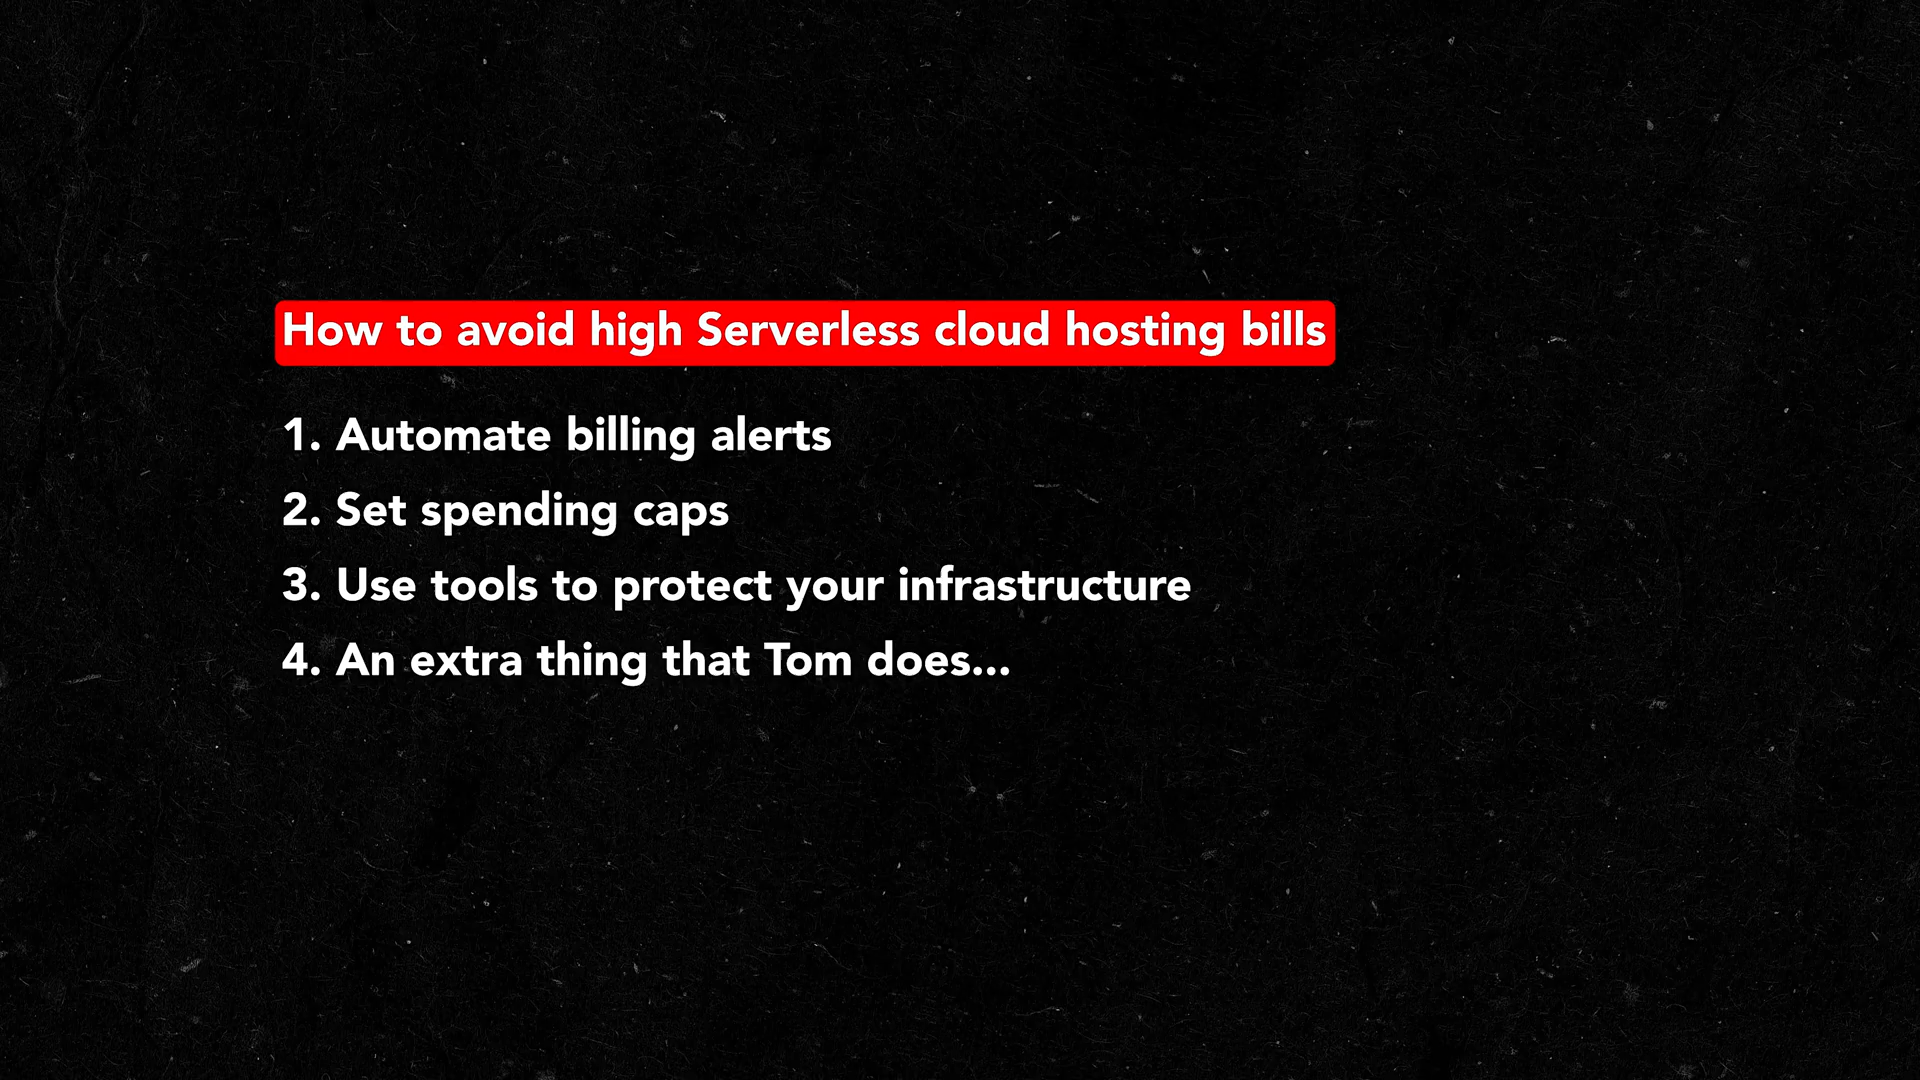 How to avoid high Serverless cloud hosting bills
1. Automate billing alerts
2. Set spending caps
3. Use tools to protect your infrastructure
4. An extra thing that Tom does...